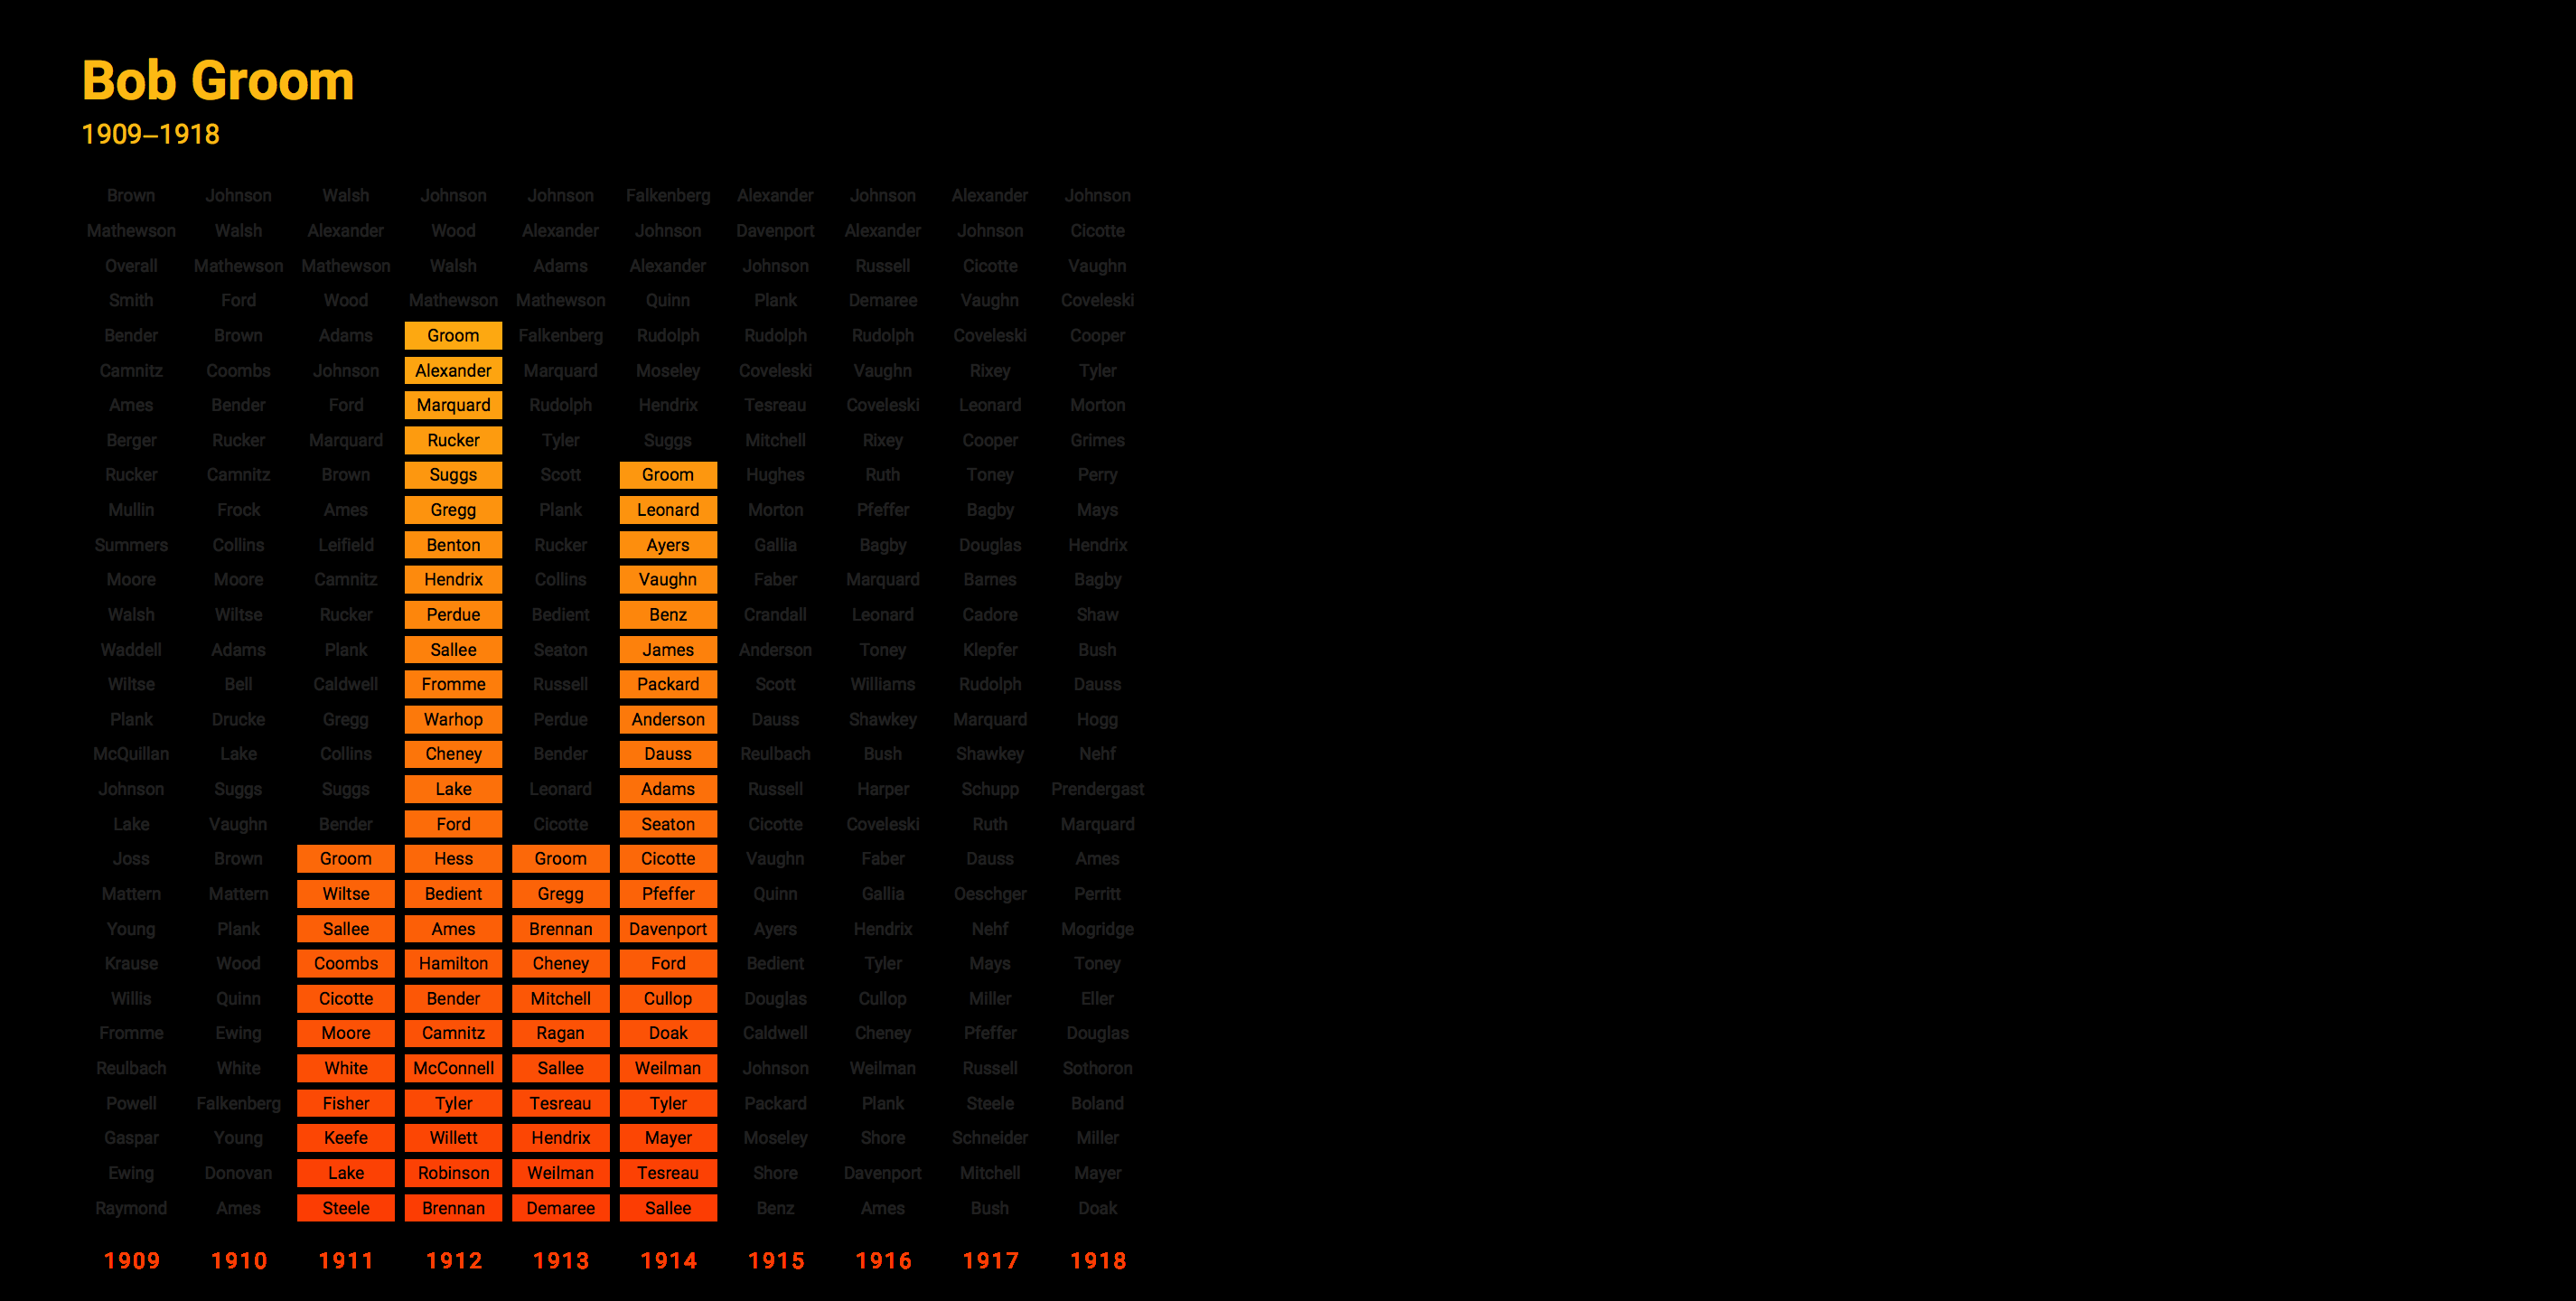 Bob Groom
1909–1918
Brown Johnson Walsh Johnson Johnson Falkenberg Alexander Johnson Alexander Johnson
Mathewson Walsh Alexander Wood Alexander Johnson Davenport Alexander Johnson Cicotte
Overall Mathewson Mathewson Walsh Adams Alexander Johnson Russell Cicotte Vaughn
Smith Ford Wood Mathewson Mathewson Quinn Plank Demaree Vaughn Coveleski
Bender Brown Adams Groom Falkenberg Rudolph Rudolph Rudolph Coveleski Cooper
Camnitz Coombs Johnson Alexander Marquard Moseley Coveleski Vaughn Rixey Tyler
Ames Bender Ford Marquard Rudolph Hendrix Tesreau Coveleski Leonard Morton
Berger Rucker Marquard Rucker Tyler Suggs Mitchell Rixey Cooper Grimes
Rucker Camnitz Brown Suggs Scott Groom Hughes Ruth Toney Perry
Mullin Frock Ames Gregg Plank Leonard Morton Pfeffer Bagby Mays
Summers Collins Leifield Benton Rucker Ayers Gallia Bagby Douglas Hendrix
Moore Moore Camnitz Hendrix Collins Vaughn Faber Marquard Barnes Bagby
Walsh Wiltse Rucker Perdue Bedient Benz Crandall Leonard Cadore Shaw
Waddell Adams Plank Sallee Seaton James Anderson Toney Klepfer Bush
Wiltse Bell Caldwell Fromme Russell Packard Scott Williams Rudolph Dauss
Plank Drucke Gregg Warhop Perdue Anderson Dauss Shawkey Marquard Hogg
McQuillan Lake Collins Cheney Bender Dauss Reulbach Bush Shawkey Nehf
Johnson Suggs Suggs Lake Leonard Adams Russell Harper Schupp Prendergast
Lake Vaughn Bender Ford Cicotte Seaton Cicotte Coveleski Ruth Marquard
Joss Brown Groom Hess Groom Cicotte Vaughn Faber Dauss Ames
Mattern Mattern Wiltse Bedient Gregg Pfeffer Quinn Gallia Oeschger Perritt
Young Plank Sallee Ames Brennan Davenport Ayers Hendrix Nehf Mogridge
Krause Wood Coombs Hamilton Cheney Ford Bedient Tyler Mays Toney
Willis Quinn Cicotte Bender Mitchell Cullop Douglas Cullop Miller Eller
Fromme Ewing Moore Camnitz Ragan Doak Caldwell Cheney Pfeffer Douglas
Reulbach White White McConnell Sallee Weilman Johnson Weilman Russell Sothoron
Powell Falkenberg Fisher Tyler Tesreau Tyler Packard Plank Steele Boland
Gaspar Young Keefe Willett Hendrix Mayer Moseley Shore Schneider Miller
Ewing Donovan Lake Robinson Weilman Tesreau Shore Davenport Mitchell Mayer
Raymond Ames Steele Brennan Demaree Sallee Benz Ames Bush Doak
1909 1910 1911 1912 1913 1914 1915 1916 1917 1918